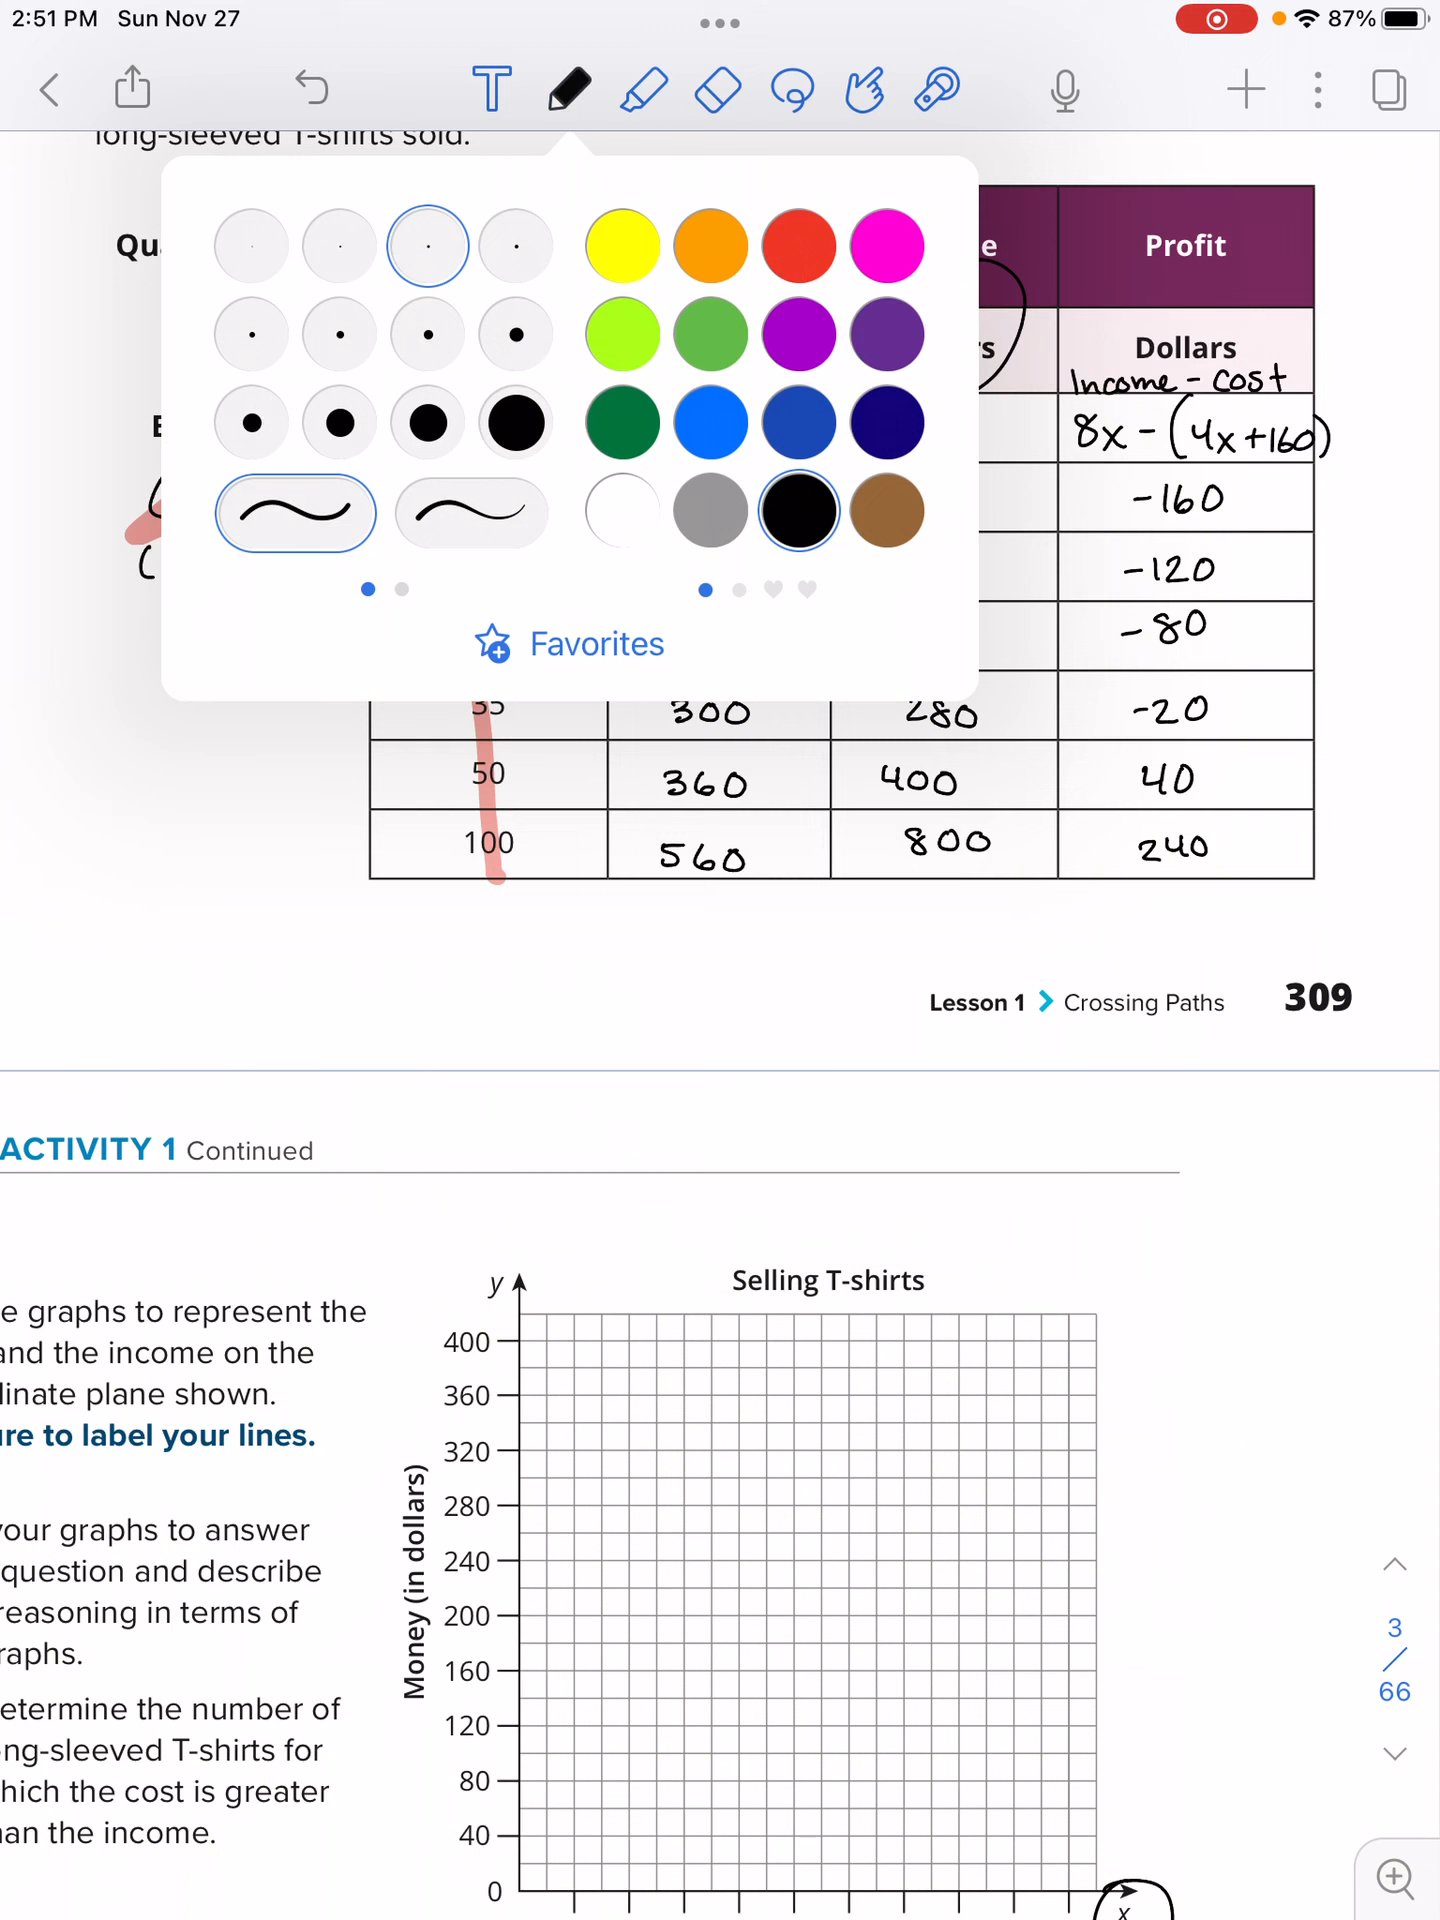 2:51 PM Sun Nov 27
87%
T
long-sleeved T-shirts sold.
Profit
Dollars
Income - cost
8x - (4x+160)
-160
-120
-80
Favorites
35 300 280 -20
50 360 400 40
100 560 800 240
Lesson 1 > Crossing Paths 309
ACTIVITY 1 Continued
e graphs to represent the
and the income on the
linate plane shown.
ure to label your lines.
your graphs to answer
question and describe
reasoning in terms of
raphs.
etermine the number of
ong-sleeved T-shirts for
hich the cost is greater
an the income.
Selling T-shirts
y
Money (in dollars)
400
360
320
280
240
200
160
120
80
40
0
x
3
/
66